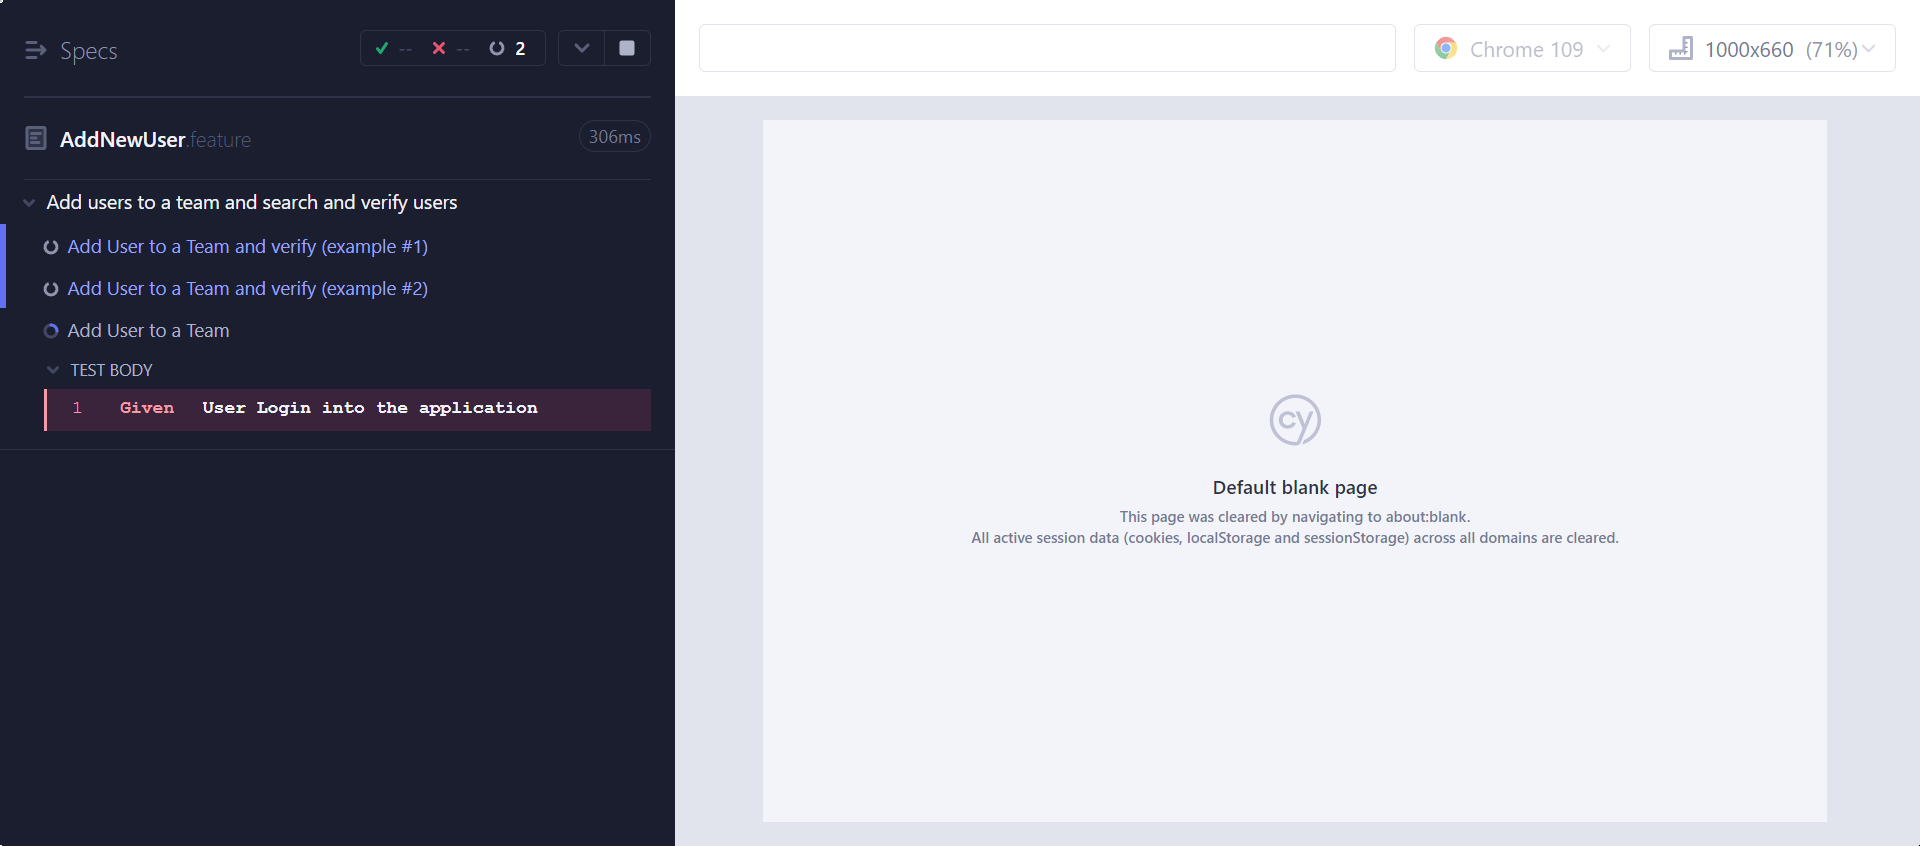 Specs
-- -- 2
AddNewUser.feature
306ms
Add users to a team and search and verify users
Add User to a Team and verify (example #1)
Add User to a Team and verify (example #2)
Add User to a Team
TEST BODY
1 Given User Login into the application
Chrome 109
1000x660 (71%)
cy
Default blank page
This page was cleared by navigating to about:blank.
All active session data (cookies, localStorage and sessionStorage) across all domains are cleared.